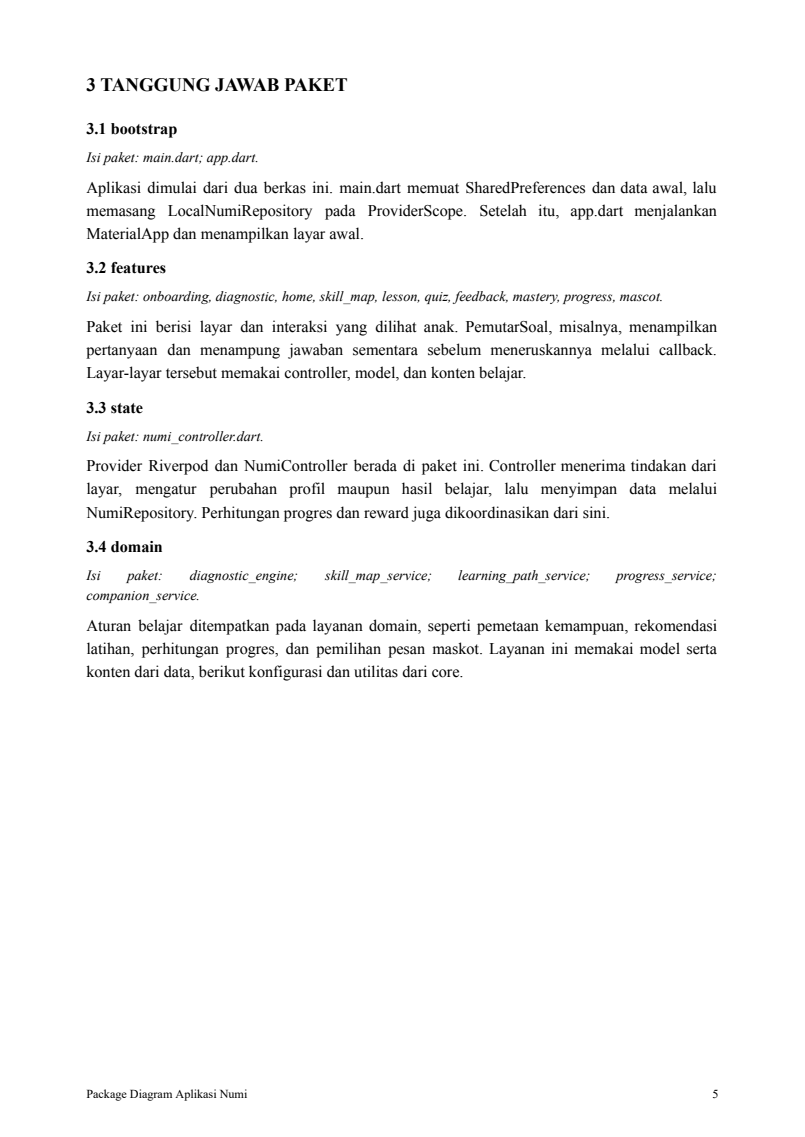 3 TANGGUNG JAWAB PAKET
3.1 bootstrap
Isi paket: main.dart; app.dart.
Aplikasi dimulai dari dua berkas ini. main.dart memuat SharedPreferences dan data awal, lalu
memasang LocalNumiRepository pada ProviderScope. Setelah itu, app.dart menjalankan
MaterialApp dan menampilkan layar awal.
3.2 features
Isi paket: onboarding, diagnostic, home, skill_map, lesson, quiz, feedback, mastery, progress, mascot.
Paket ini berisi layar dan interaksi yang dilihat anak. PemutarSoal, misalnya, menampilkan
pertanyaan dan menampung jawaban sementara sebelum meneruskannya melalui callback.
Layar-layar tersebut memakai controller, model, dan konten belajar.
3.3 state
Isi paket: numi_controller.dart.
Provider Riverpod dan NumiController berada di paket ini. Controller menerima tindakan dari
layar, mengatur perubahan profil maupun hasil belajar, lalu menyimpan data melalui
NumiRepository. Perhitungan progres dan reward juga dikoordinasikan dari sini.
3.4 domain
Isi paket: diagnostic_engine; skill_map_service; learning_path_service; progress_service;
companion_service.
Aturan belajar ditempatkan pada layanan domain, seperti pemetaan kemampuan, rekomendasi
latihan, perhitungan progres, dan pemilihan pesan maskot. Layanan ini memakai model serta
konten dari data, berikut konfigurasi dan utilitas dari core.
Package Diagram Aplikasi Numi 5